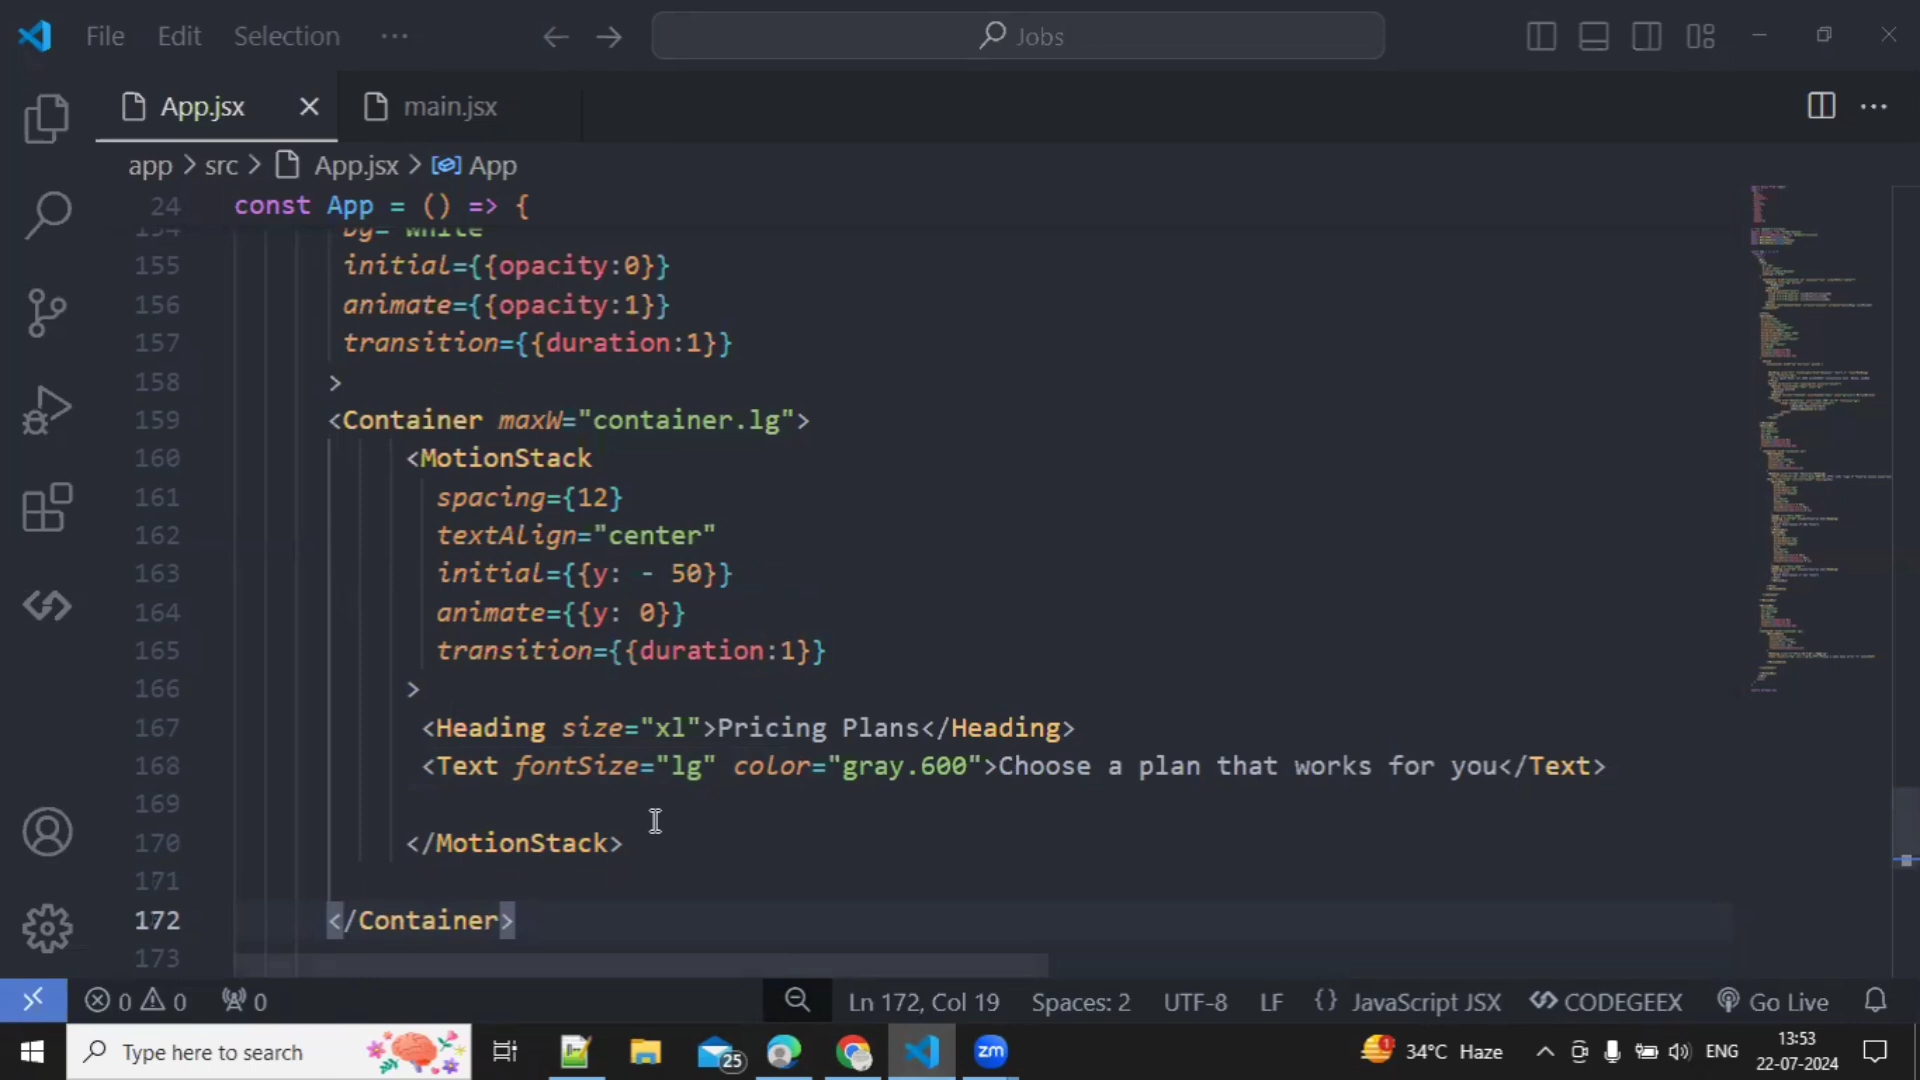 File Edit Selection ··· Jobs
App.jsx main.jsx
app > src > App.jsx > App
24 const App = () => {
154 bg="white"
155 initial={{opacity:0}}
156 animate={{opacity:1}}
157 transition={{duration:1}}
158 >
159 <Container maxW="container.lg">
160 <MotionStack
161 spacing={12}
162 textAlign="center"
163 initial={{y: - 50}}
164 animate={{y: 0}}
165 transition={{duration:1}}
166 >
167 <Heading size="xl">Pricing Plans</Heading>
168 <Text fontSize="lg" color="gray.600">Choose a plan that works for you</Text>
169
170 </MotionStack>
171
172 </Container>
173
0 0 0 Ln 172, Col 19 Spaces: 2 UTF-8 LF {} JavaScript JSX CODEGEEX Go Live
Type here to search 25 zm 1 34°C Haze ENG 13:53
22-07-2024